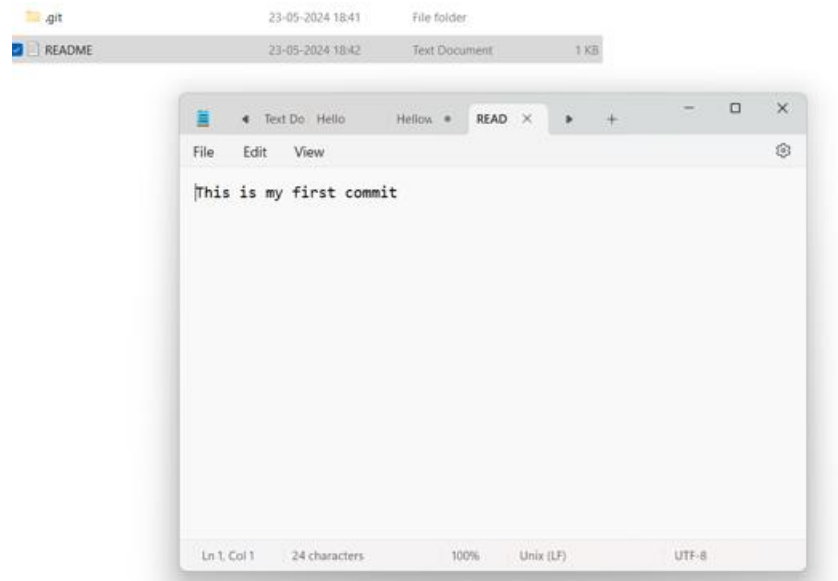 .git 23-05-2024 18:41 File folder
README 23-05-2024 18:42 Text Document 1 KB
Text Do Hello Hellow READ
File Edit View
This is my first commit
Ln 1, Col 1 24 characters 100% Unix (LF) UTF-8